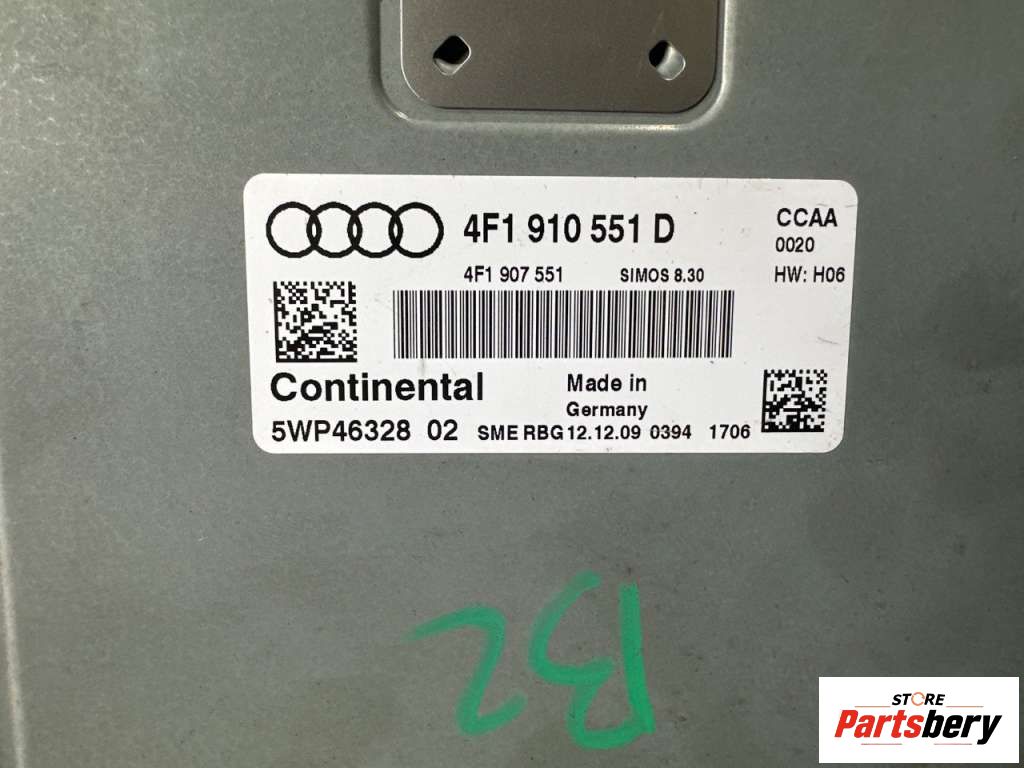 4F1 910 551 D
CCAA
0020
4F1 907 551 SIMOS 8.30 HW: H06
Continental
Made in
Germany
5WP46328 02 SME RBG 12.12.09 0394 1706
B2
STORE
Partsbery